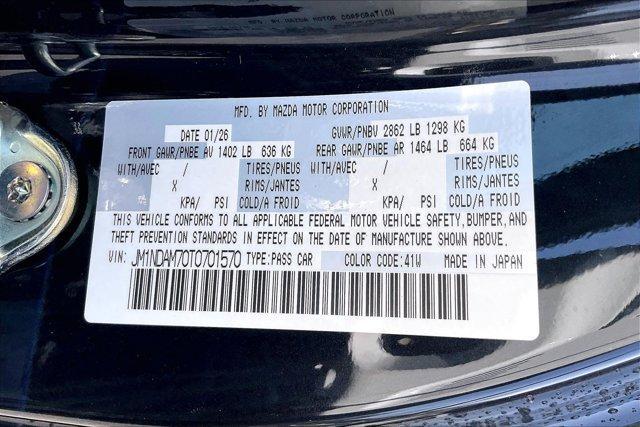 MFD. BY MAZDA MOTOR CORPORATION
DATE 01/26 GVWR/PNBV 2862 LB 1298 KG
FRONT GAWR/PNBE AV 1402 LB 636 KG REAR GAWR/PNBE AR 1464 LB 664 KG
WITH/AVEC / TIRES/PNEUS WITH/AVEC / TIRES/PNEUS
X RIMS/JANTES X RIMS/JANTES
KPA/ PSI COLD/A FROID KPA/ PSI COLD/A FROID
THIS VEHICLE CONFORMS TO ALL APPLICABLE FEDERAL MOTOR VEHICLE SAFETY, BUMPER, AND
THEFT PREVENTION STANDARDS IN EFFECT ON THE DATE OF MANUFACTURE SHOWN ABOVE.
VIN: JM1NDAM70T0701570 TYPE:PASS CAR COLOR CODE:41W MADE IN JAPAN